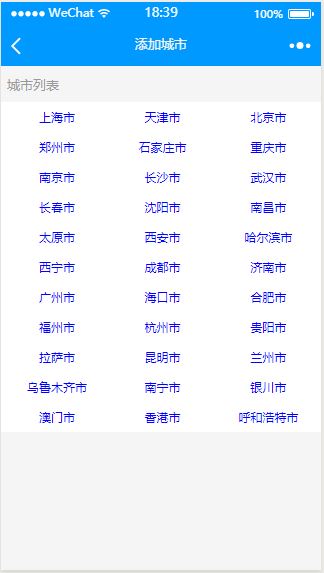 ●●●●● WeChat 18:39 100%
添加城市
城市列表
上海市 天津市 北京市
郑州市 石家庄市 重庆市
南京市 长沙市 武汉市
长春市 沈阳市 南昌市
太原市 西安市 哈尔滨市
西宁市 成都市 济南市
广州市 海口市 合肥市
福州市 杭州市 贵阳市
拉萨市 昆明市 兰州市
乌鲁木齐市 南宁市 银川市
澳门市 香港市 呼和浩特市